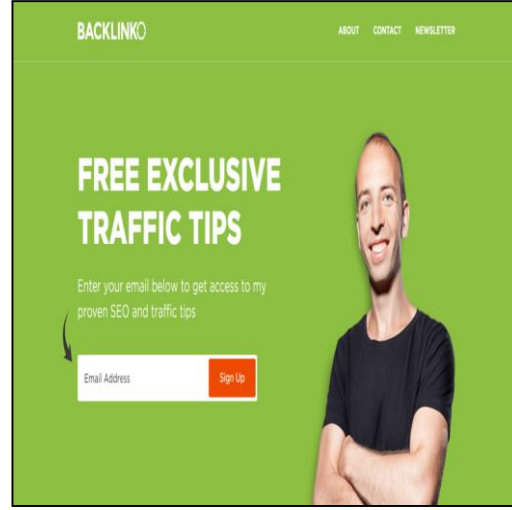 BACKLINKO
ABOUT CONTACT NEWSLETTER
FREE EXCLUSIVE
TRAFFIC TIPS
Enter your email below to get access to my
proven SEO and traffic tips
Email Address
Sign Up